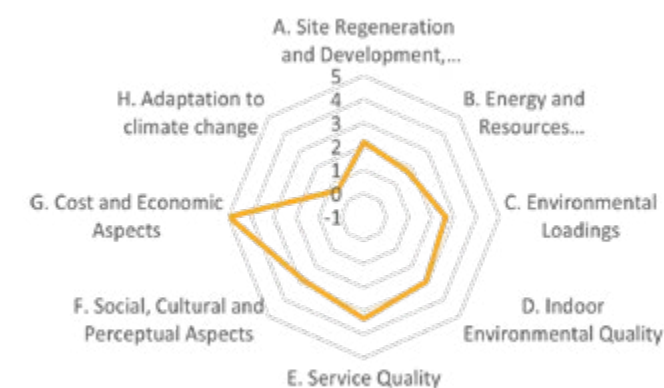 A. Site Regeneration
and Development,...
5
4
3
2
1
0
-1
B. Energy and
Resources...
C. Environmental
Loadings
D. Indoor
Environmental Quality
E. Service Quality
F. Social, Cultural and
Perceptual Aspects
G. Cost and Economic
Aspects
H. Adaptation to
climate change